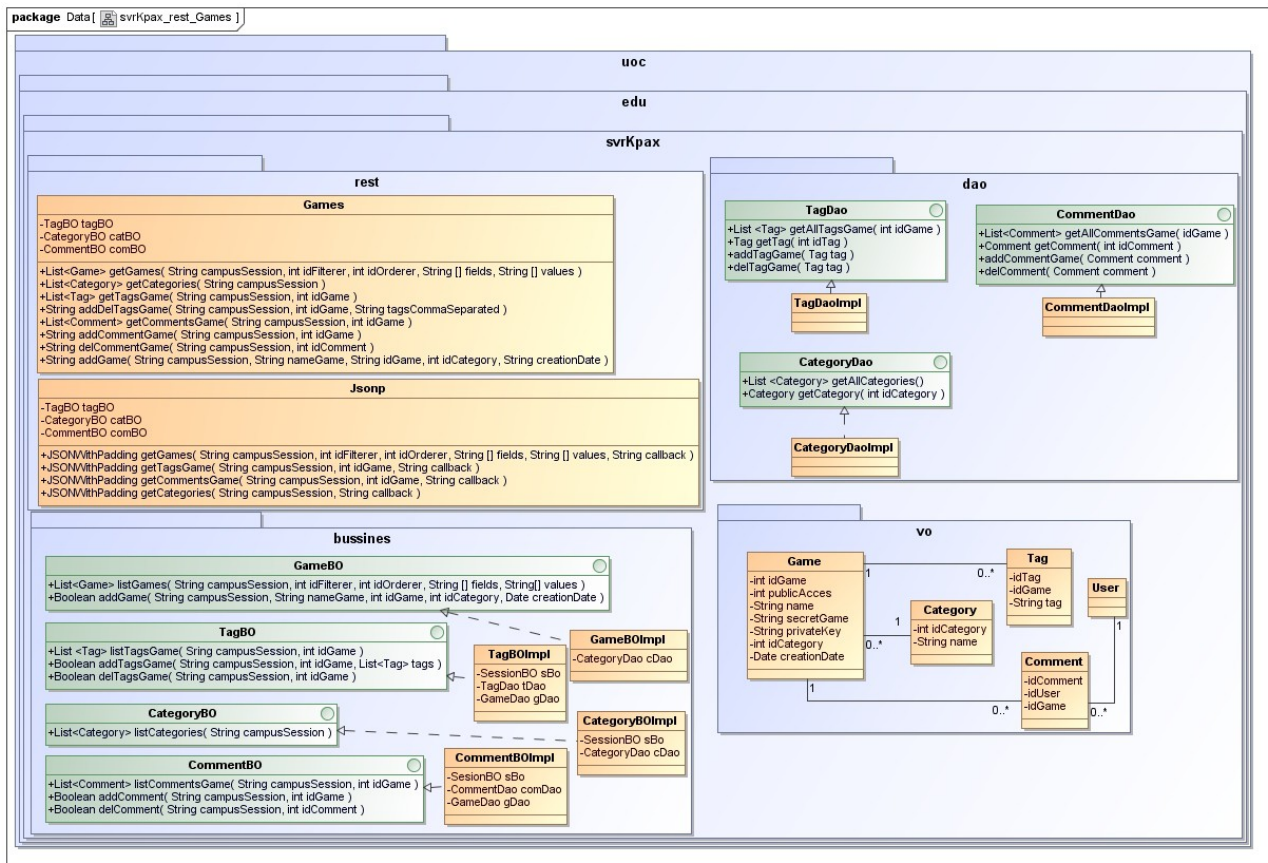 package Data [ svrKpax_rest_Games ]
uoc
edu
svrKpax
rest
Games
-TagBO tagBO
-CategoryBO catBO
-CommentBO comBO
+List<Game> getGames( String campusSession, int idFilterer, int idOrderer, String [] fields, String [] values )
+List<Category> getCategories( String campusSession )
+List<Tag> getTagsGame( String campusSession, int idGame )
+String addDelTagsGame( String campusSession, int idGame, String tagsCommaSeparated )
+List<Comment> getCommentsGame( String campusSession, int idGame )
+String addCommentGame( String campusSession, int idGame )
+String delCommentGame( String campusSession, int idComment )
+String addGame( String campusSession, String nameGame, String idGame, int idCategory, String creationDate )
Jsonp
-TagBO tagBO
-CategoryBO catBO
-CommentBO comBO
+JSONWithPadding getGames( String campusSession, int idFilterer, int idOrderer, String [] fields, String [] values, String callback )
+JSONWithPadding getTagsGame( String campusSession, int idGame, String callback )
+JSONWithPadding getCommentsGame( String campusSession, int idGame, String callback )
+JSONWithPadding getCategories( String campusSession, String callback )
dao
TagDao
+List <Tag> getAllTagsGame( int idGame )
+Tag getTag( int idTag )
+addTagGame( Tag tag )
+delTagGame( Tag tag )
TagDaoImpl
CommentDao
+List<Comment> getAllCommentsGame( idGame )
+Comment getComment( int idComment )
+addCommentGame( Comment comment )
+delComment( Comment comment )
CommentDaoImpl
CategoryDao
+List <Category> getAllCategories()
+Category getCategory( int idCategory )
CategoryDaoImpl
bussines
GameBO
+List<Game> listGames( String campusSession, int idFilterer, int idOrderer, String [] fields, String[] values )
+Boolean addGame( String campusSession, String nameGame, int idGame, int idCategory, Date creationDate )
TagBO
+List <Tag> listTagsGame( String campusSession, int idGame )
+Boolean addTagsGame( String campusSession, int idGame, List<Tag> tags )
+Boolean delTagsGame( String campusSession, int idGame )
CategoryBO
+List<Category> listCategories( String campusSession )
CommentBO
+List<Comment> listCommentsGame( String campusSession, int idGame )
+Boolean addComment( String campusSession, int idGame )
+Boolean delComment( String campusSession, int idComment )
GameBOImpl
-CategoryDao cDao
TagBOImpl
-SessionBO sBo
-TagDao tDao
-GameDao gDao
CategoryBOImpl
-SessionBO sBo
-CategoryDao cDao
CommentBOImpl
-SesionBO sBo
-CommentDao comDao
-GameDao gDao
vo
Game
-int idGame
-int publicAcces
-String name
-String secretGame
-String privateKey
-int idCategory
-Date creationDate
1
0..*
Tag
-idTag
-idGame
-String tag
User
1
0..*
1
0..*
Category
-int idCategory
-String name
Comment
-idComment
-idUser
-idGame
1
0..*